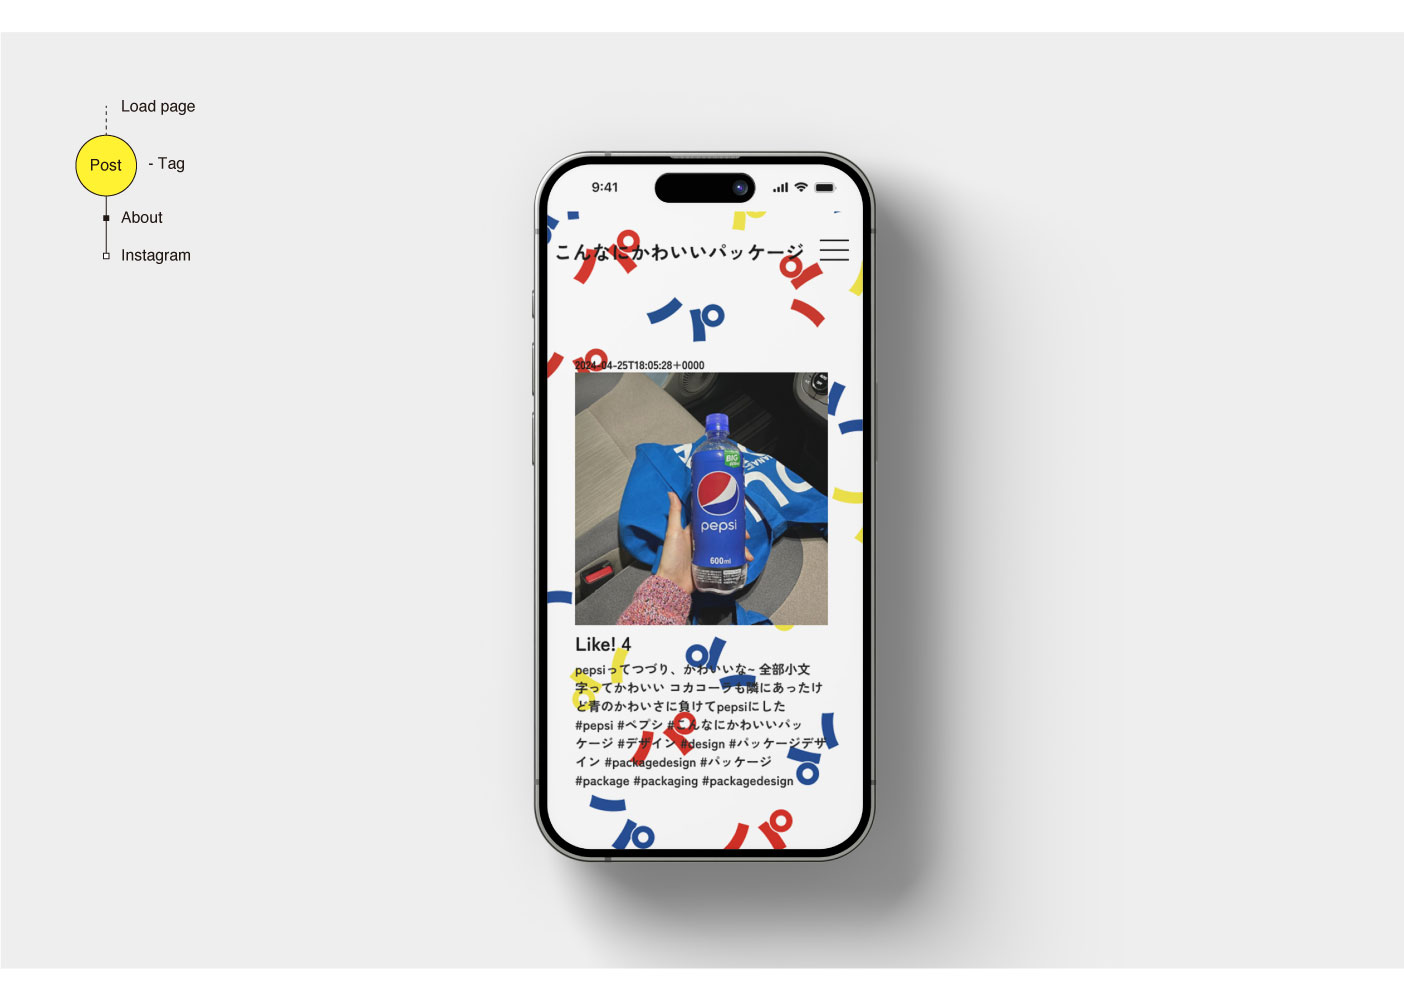 Load page
Post
- Tag
About
Instagram
9:41
こんなにかわいいパッケージ
2024-04-25T18:05:28+0000
BIG
pepsi
600ml
Like! 4
pepsiってつづり、かわいいな~ 全部小文
字ってかわいい コカコーラも隣にあったけ
ど青のかわいさに負けてpepsiにした
#pepsi #ペプシ #こんなにかわいいパッ
ケージ #デザイン #design #パッケージデザ
イン #packagedesign #パッケージ
#package #packaging #packagedesign